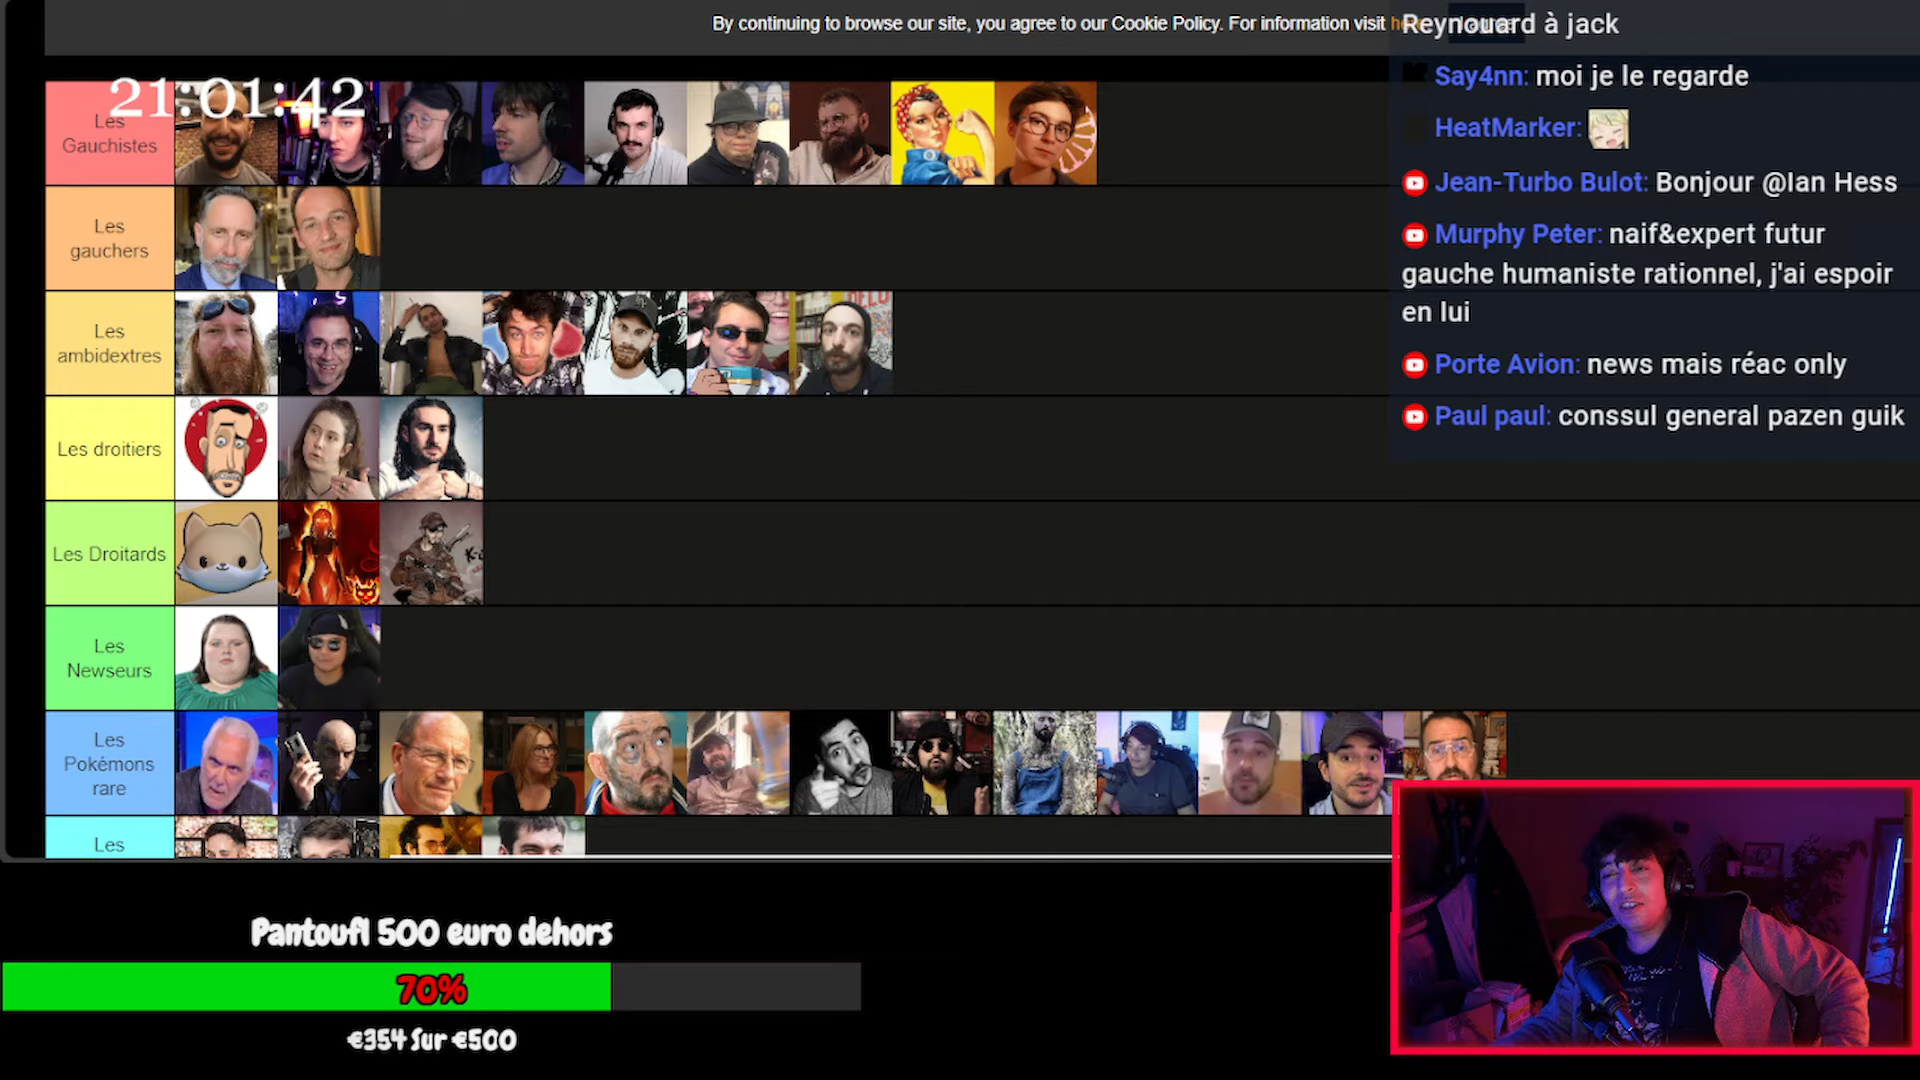 By continuing to browse our site, you agree to our Cookie Policy. For information visit
Reynouard à jack
Say4nn: moi je le regarde
HeatMarker:
Jean-Turbo Bulot: Bonjour @Ian Hess
Murphy Peter: naif&expert futur
gauche humaniste rationnel, j'ai espoir
en lui
Porte Avion: news mais réac only
Paul paul: conssul general pazen guik
21:01:42
Les
Gauchistes
Les
gauchers
Les
ambidextres
Les droitiers
Les Droitards
Les
Newseurs
Les
Pokémons
rare
Les
Pantoufl 500 euro dehors
70%
€354 Sur €500